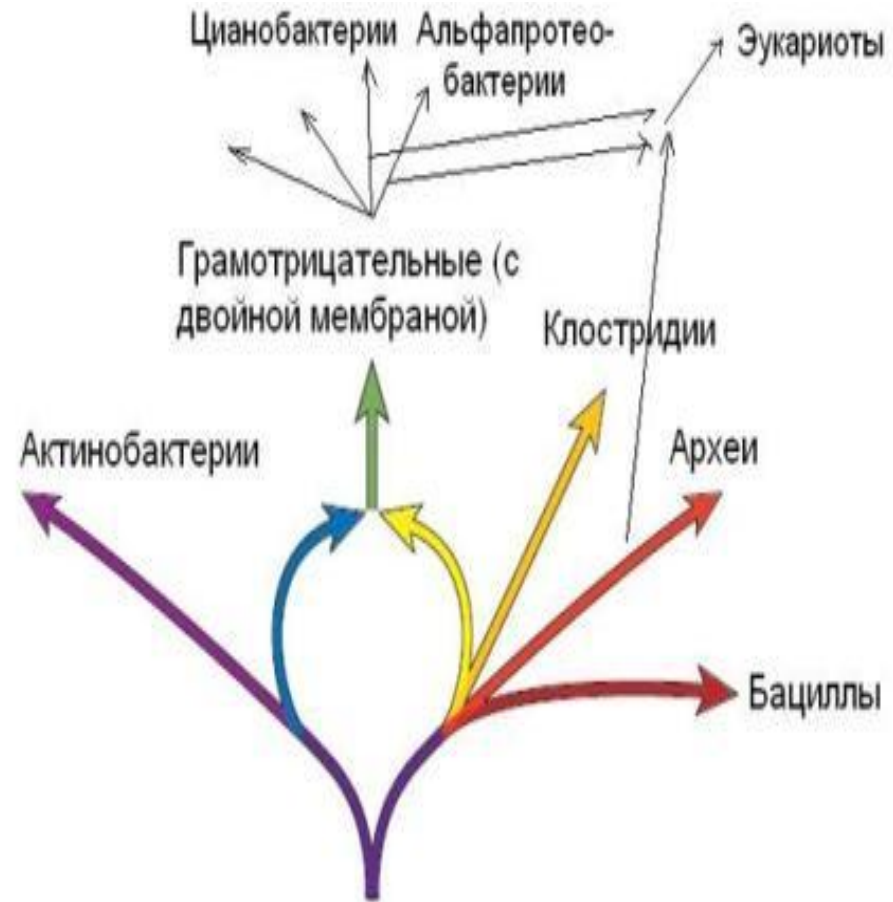 Цианобактерии
Альфапротео-
бактерии
Эукариоты
Грамотрицательные (с
двойной мембраной)
Клостридии
Актинобактерии
Археи
Бациллы